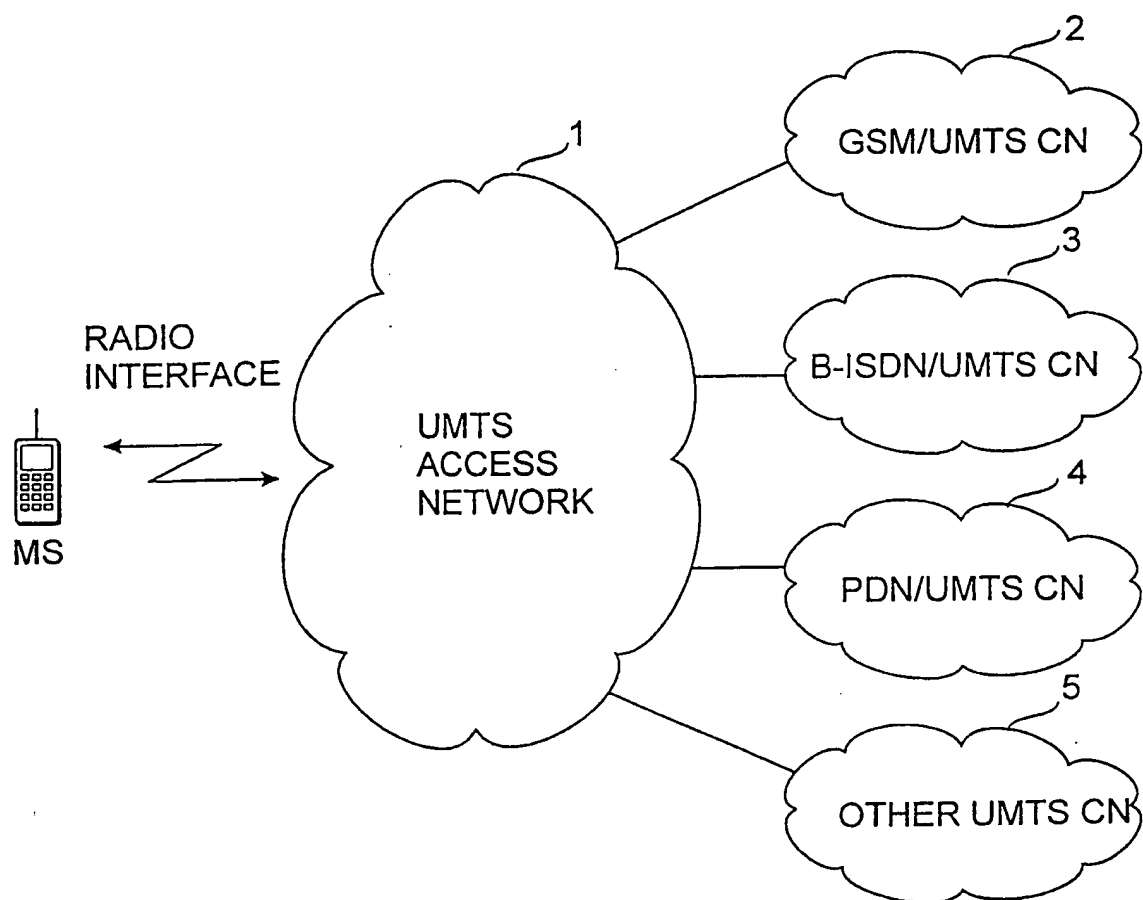 2
GSM/UMTS CN
1
3
RADIO
INTERFACE
B-ISDN/UMTS CN
UMTS
ACCESS
NETWORK
4
MS
PDN/UMTS CN
5
OTHER UMTS CN